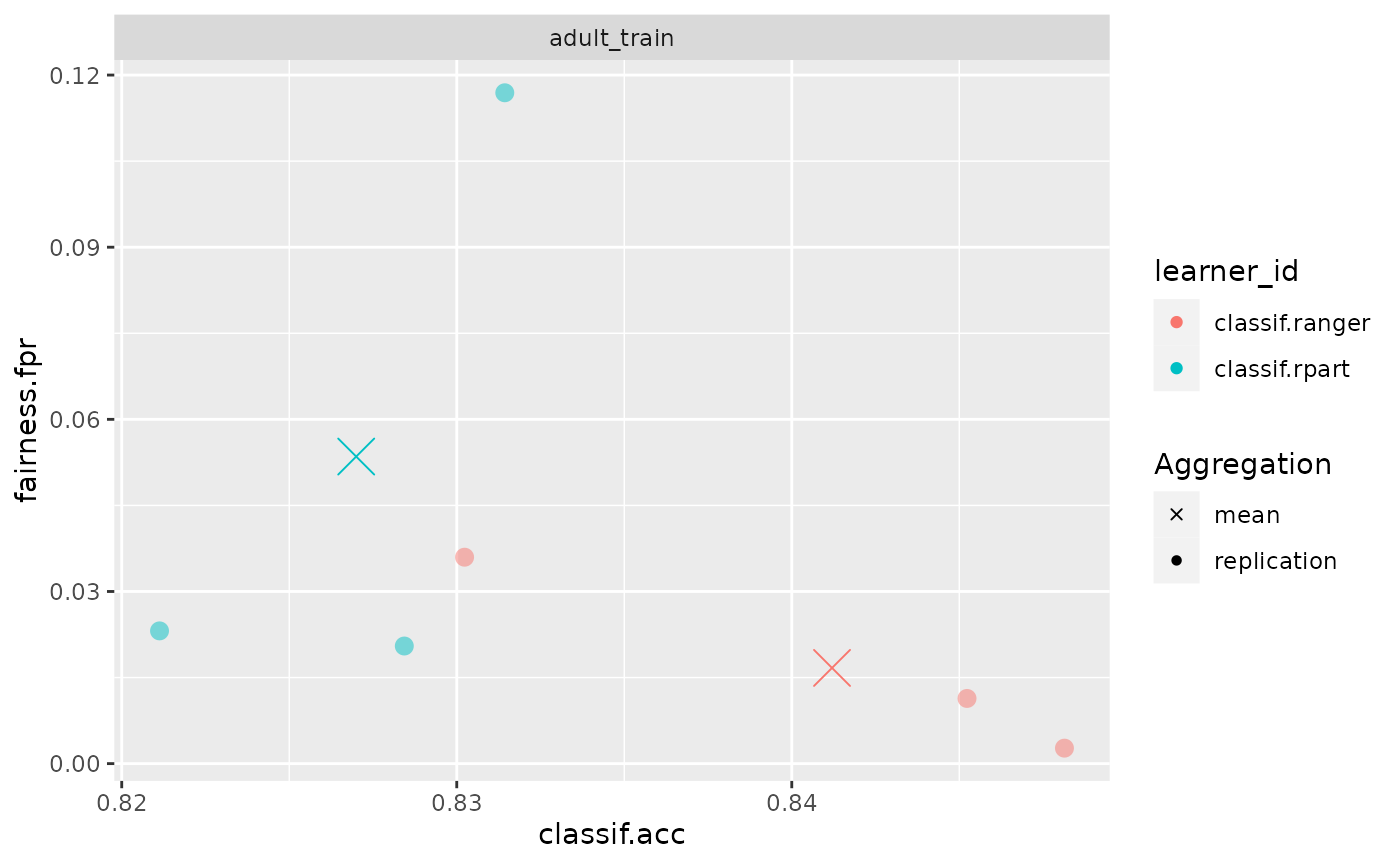 adult_train
0.12
0.09
0.06
0.03
0.00
fairness.fpr
0.82
0.83
0.84
classif.acc
learner_id
classif.ranger
classif.rpart
Aggregation
mean
replication